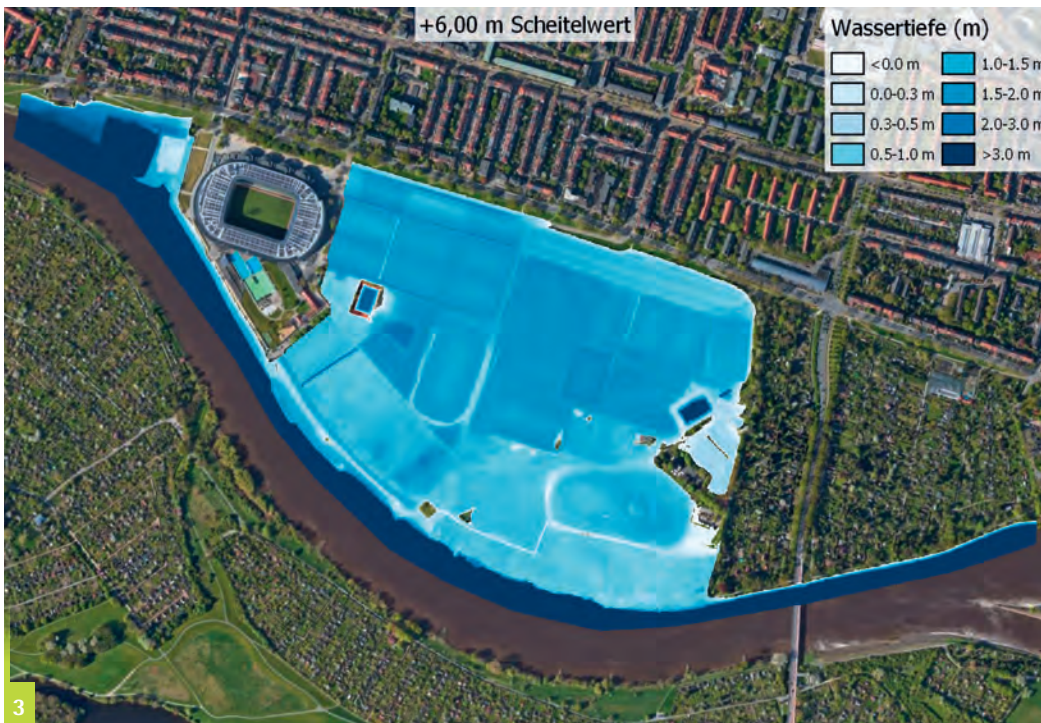 +6,00 m Scheitelwert
Wassertiefe (m)
<0.0 m
0.0-0.3 m
0.3-0.5 m
0.5-1.0 m
1.0-1.5 m
1.5-2.0 m
2.0-3.0 m
>3.0 m
3